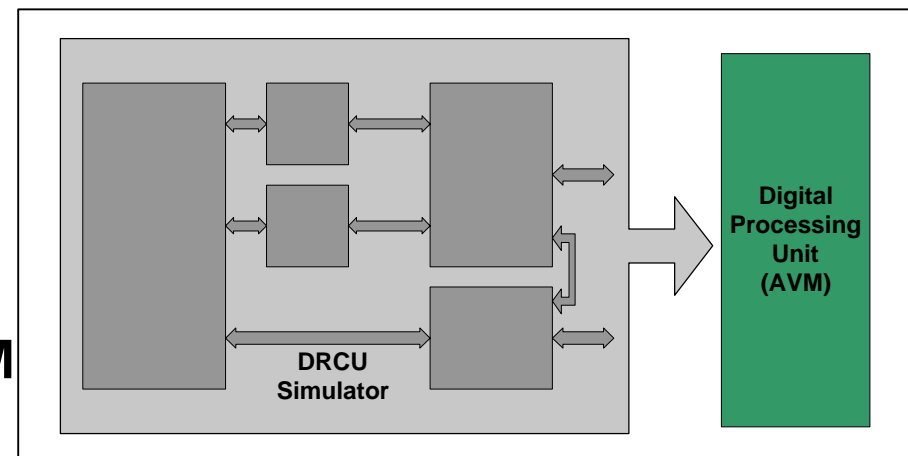 DRCU
Simulator
Digital
Processing
Unit
(AVM)
M